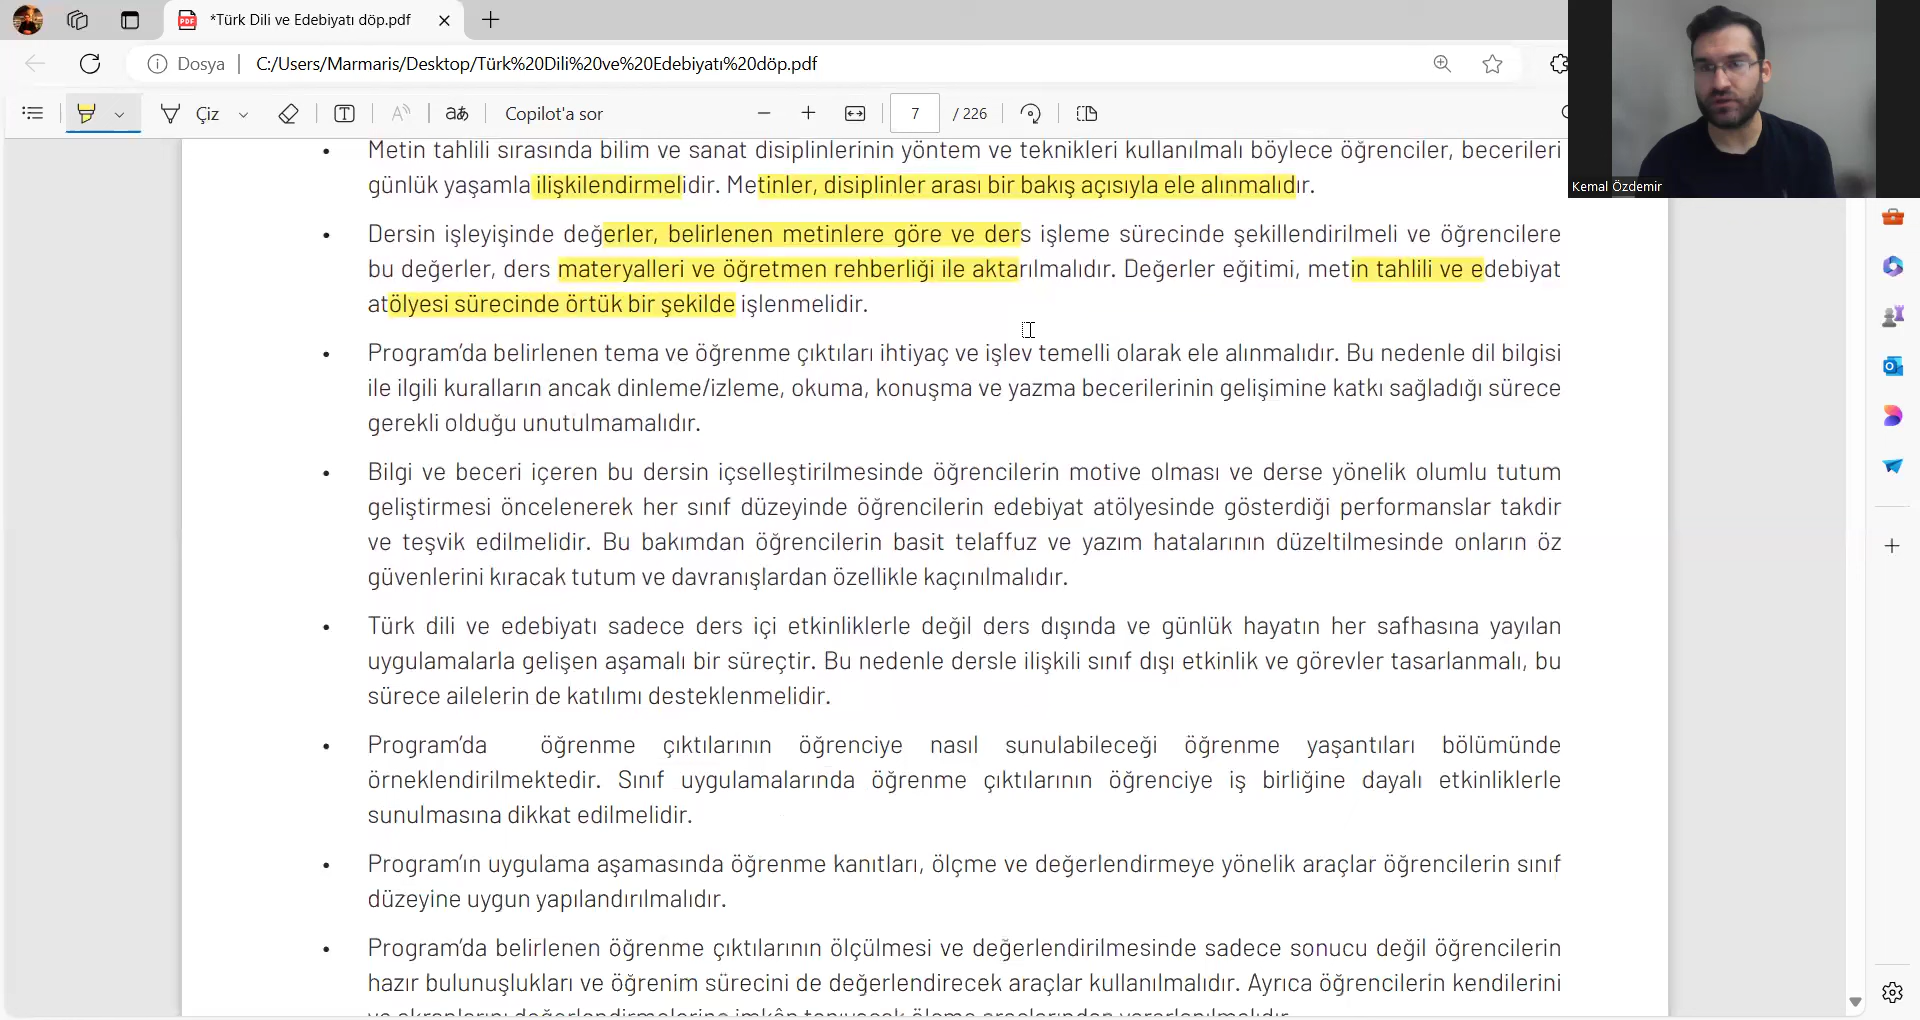 *Türk Dili ve Edebiyatı döp.pdf
Dosya
C:/Users/Marmaris/Desktop/Türk%20Dili%20ve%20Edebiyatı%20döp.pdf
Çiz
Copilot'a sor
7 / 226
Kemal Özdemir
• Metin tahlili sırasında bilim ve sanat disiplinlerinin yöntem ve teknikleri kullanılmalı böylece öğrenciler, becerileri
günlük yaşamla ilişkilendirmelidir. Metinler, disiplinler arası bir bakış açısıyla ele alınmalıdır.
• Dersin işleyişinde değerler, belirlenen metinlere göre ve ders işleme sürecinde şekillendirilmeli ve öğrencilere
bu değerler, ders materyalleri ve öğretmen rehberliği ile aktarılmalıdır. Değerler eğitimi, metin tahlili ve edebiyat
atölyesi sürecinde örtük bir şekilde işlenmelidir.
• Program’da belirlenen tema ve öğrenme çıktıları ihtiyaç ve işlev temelli olarak ele alınmalıdır. Bu nedenle dil bilgisi
ile ilgili kuralların ancak dinleme/izleme, okuma, konuşma ve yazma becerilerinin gelişimine katkı sağladığı sürece
gerekli olduğu unutulmamalıdır.
• Bilgi ve beceri içeren bu dersin içselleştirilmesinde öğrencilerin motive olması ve derse yönelik olumlu tutum
geliştirmesi öncelenerek her sınıf düzeyinde öğrencilerin edebiyat atölyesinde gösterdiği performanslar takdir
ve teşvik edilmelidir. Bu bakımdan öğrencilerin basit telaffuz ve yazım hatalarının düzeltilmesinde onların öz
güvenlerini kıracak tutum ve davranışlardan özellikle kaçınılmalıdır.
• Türk dili ve edebiyatı sadece ders içi etkinliklerle değil ders dışında ve günlük hayatın her safhasına yayılan
uygulamalarla gelişen aşamalı bir süreçtir. Bu nedenle dersle ilişkili sınıf dışı etkinlik ve görevler tasarlanmalı, bu
sürece ailelerin de katılımı desteklenmelidir.
• Program’da öğrenme çıktılarının öğrenciye nasıl sunulabileceği öğrenme yaşantıları bölümünde
örneklendirilmektedir. Sınıf uygulamalarında öğrenme çıktılarının öğrenciye iş birliğine dayalı etkinliklerle
sunulmasına dikkat edilmelidir.
• Program’ın uygulama aşamasında öğrenme kanıtları, ölçme ve değerlendirmeye yönelik araçlar öğrencilerin sınıf
düzeyine uygun yapılandırılmalıdır.
• Program’da belirlenen öğrenme çıktılarının ölçülmesi ve değerlendirilmesinde sadece sonucu değil öğrencilerin
hazır bulunuşlukları ve öğrenim sürecini de değerlendirecek araçlar kullanılmalıdır. Ayrıca öğrencilerin kendilerini